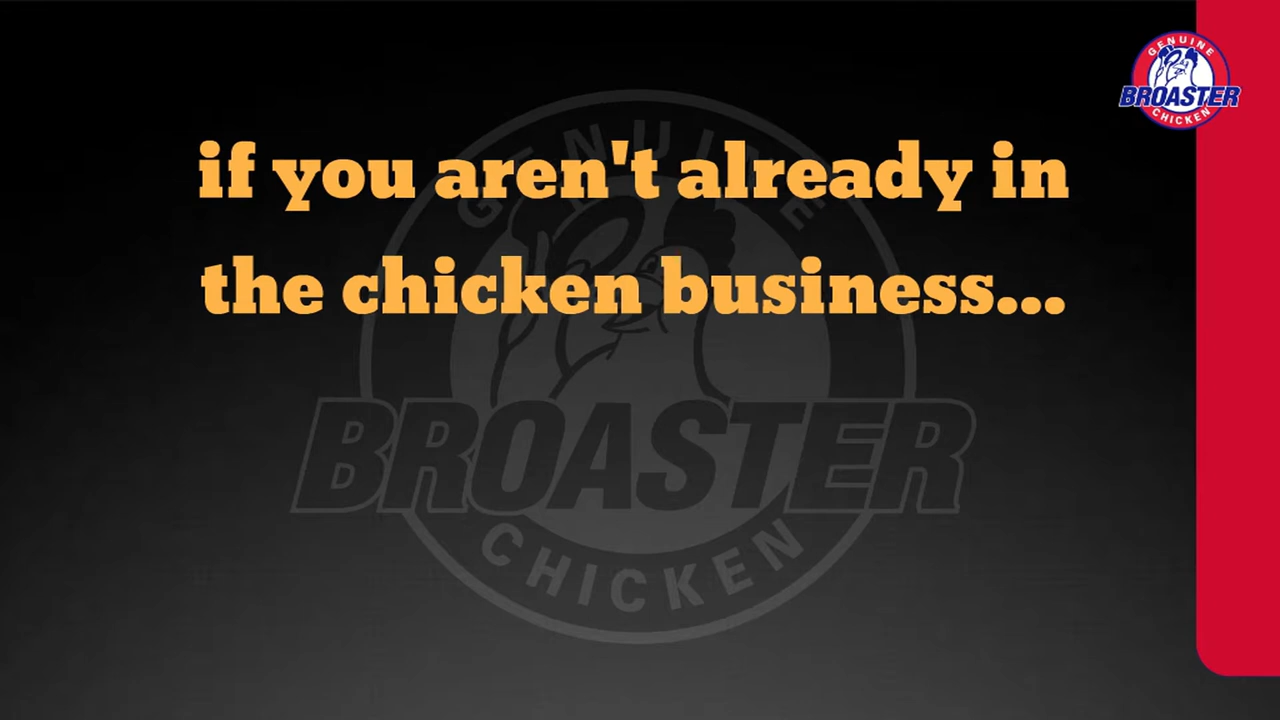 GENUINE
BROASTER
CHICKEN
if you aren't already in
the chicken business...
GENUINE
BROASTER
CHICKEN